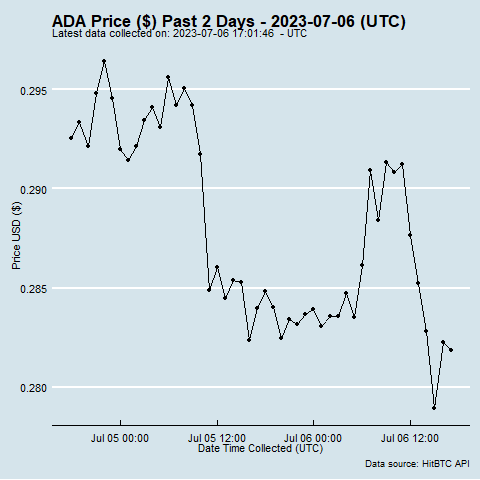 ADA Price ($) Past 2 Days - 2023-07-06 (UTC)
Latest data collected on: 2023-07-06 17:01:46  - UTC
0.295
0.290
0.285
0.280
Price USD ($)
Jul 05 00:00 Jul 05 12:00 Jul 06 00:00 Jul 06 12:00
Date Time Collected (UTC)
Data source: HitBTC API